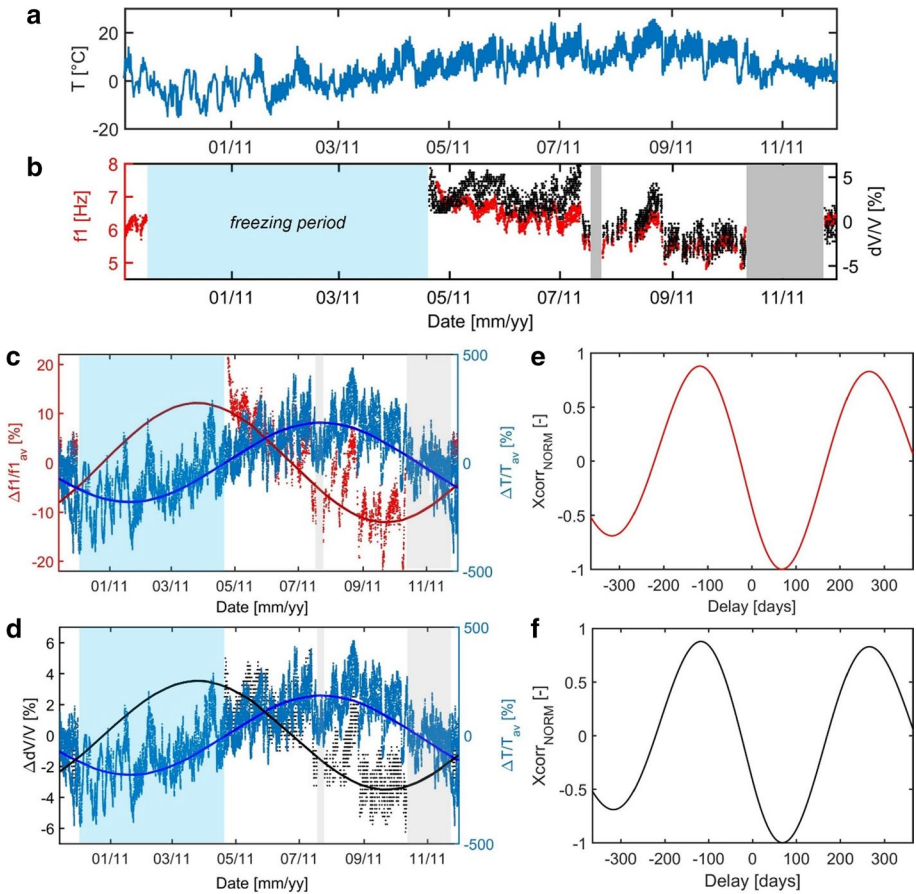 a
T [°C]
20
0
-20
01/11 03/11 05/11 07/11 09/11 11/11
b
f1 [Hz]
8
7
6
5
freezing period
5
0
-5
dV/V [%]
01/11 03/11 05/11 07/11 09/11 11/11
Date [mm/yy]
c
Δf1/f1av [%]
20
10
0
-10
-20
500
0
-500
ΔT/Tav [%]
01/11 03/11 05/11 07/11 09/11 11/11
Date [mm/yy]
e
XcorrNORM [-]
1
0.5
0
-0.5
-1
-300 -200 -100 0 100 200 300
Delay [days]
d
ΔdV/V [%]
6
4
2
0
-2
-4
-6
500
0
-500
ΔT/Tav [%]
01/11 03/11 05/11 07/11 09/11 11/11
Date [mm/yy]
f
XcorrNORM [-]
1
0.5
0
-0.5
-1
-300 -200 -100 0 100 200 300
Delay [days]